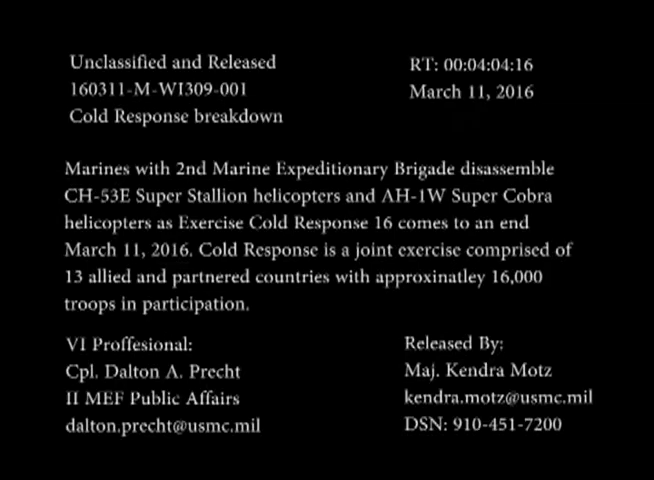 Unclassified and Released
160311-M-WI309-001
Cold Response breakdown
RT: 00:04:04:16
March 11, 2016
Marines with 2nd Marine Expeditionary Brigade disassemble
CH-53E Super Stallion helicopters and AH-1W Super Cobra
helicopters as Exercise Cold Response 16 comes to an end
March 11, 2016. Cold Response is a joint exercise comprised of
13 allied and partnered countries with approxinatley 16,000
troops in participation.
VI Proffesional:
Cpl. Dalton A. Precht
II MEF Public Affairs
dalton.precht@usmc.mil
Released By:
Maj. Kendra Motz
kendra.motz@usmc.mil
DSN: 910-451-7200